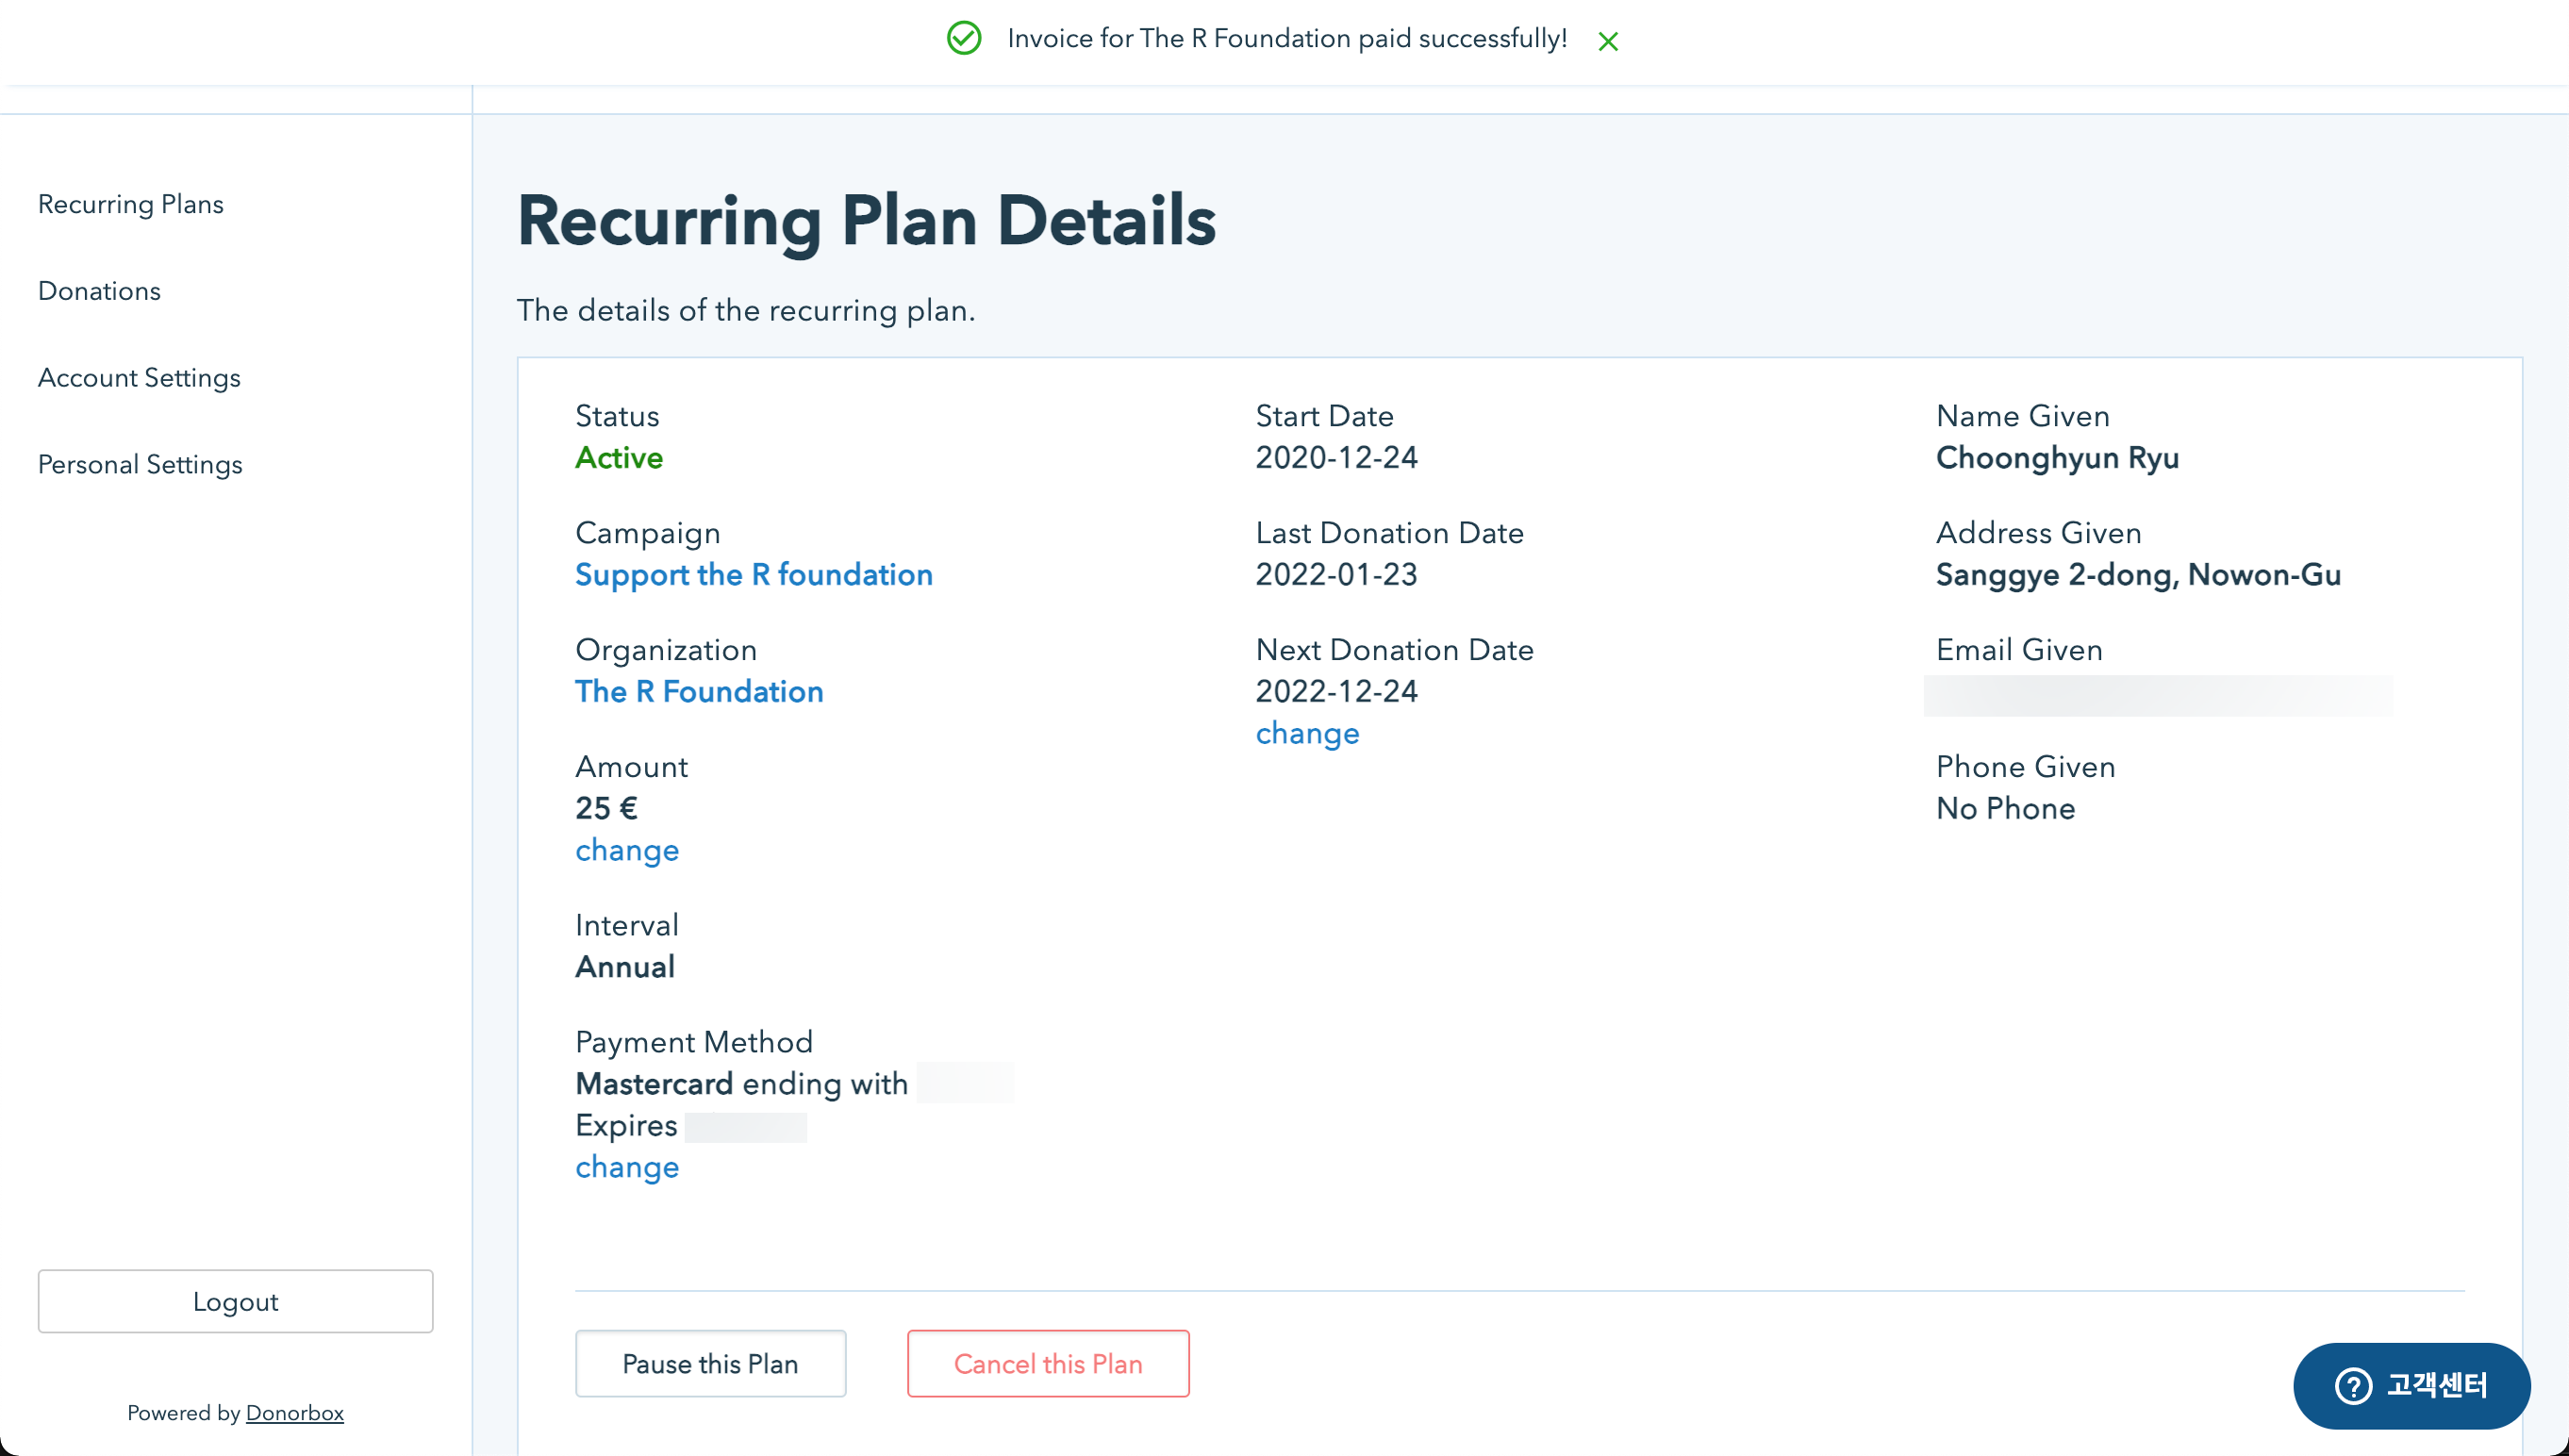 Invoice for The R Foundation paid successfully!
Recurring Plans
Donations
Account Settings
Personal Settings
Logout
Powered by Donorbox
Recurring Plan Details
The details of the recurring plan.
Status
Active
Campaign
Support the R foundation
Organization
The R Foundation
Amount
25 €
change
Interval
Annual
Payment Method
Mastercard ending with
Expires
change
Start Date
2020-12-24
Last Donation Date
2022-01-23
Next Donation Date
2022-12-24
change
Name Given
Choonghyun Ryu
Address Given
Sanggye 2-dong, Nowon-Gu
Email Given
Phone Given
No Phone
Pause this Plan
Cancel this Plan
고객센터